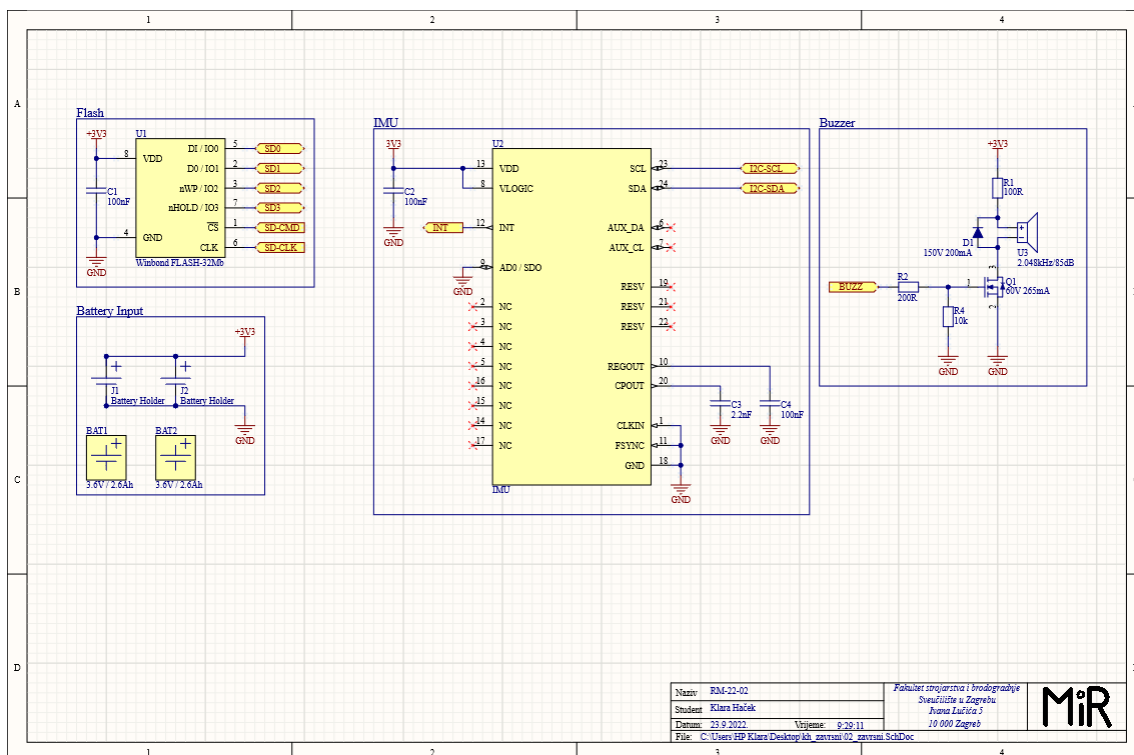 1 2 3 4
A
B
C
D
Flash
+3V3
U1
8 VDD
DI / IO0 5 SD0
D0 / IO1 2 SD1
nWP / IO2 3 SD2
nHOLD / IO3 7 SD3
CS 1 SD-CMD
CLK 6 SD-CLK
4 GND
C1
100nF
GND
Winbond FLASH-32Mb
Battery Input
+3V3
J1
Battery Holder
J2
Battery Holder
GND
BAT1
3.6V / 2.6Ah
BAT2
3.6V / 2.6Ah
IMU
3V3
U2
C2
100nF
GND
13 VDD
8 VLOGIC
INT 12 INT
9 AD0 / SDO
GND
2 NC
3 NC
4 NC
5 NC
16 NC
15 NC
14 NC
17 NC
SCL 23 I2C-SCL
SDA 24 I2C-SDA
AUX_DA 6
AUX_CL 7
RESV 19
RESV 21
RESV 22
REGOUT 10
CPOUT 20
CLKIN 1
FSYNC 11
GND 18
C3
2.2nF
GND
C4
100nF
GND
GND
IMU
Buzzer
+3V3
R1
100R
D1
150V 200mA
U3
2.048kHz/85dB
BUZZ
R2
200R
R4
10k
GND
1
3
2
Q1
60V 265mA
GND
Naziv RM-22-02
Student Klara Haček
Datum: 23.9.2022. Vrijeme: 9:29:11
File: C:\Users\HP Klara\Desktop\kh_zavrsni\02_zavrsni.SchDoc
Fakultet strojarstva i brodogradnje
Sveučilište u Zagrebu
Ivana Lučića 5
10 000 Zagreb
MiR
1 2 3 4